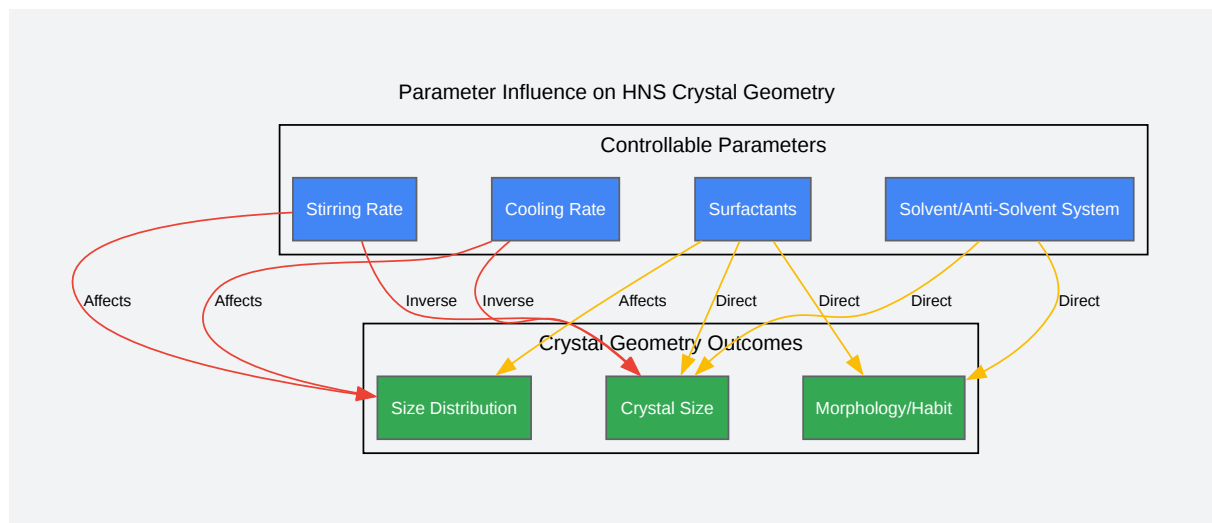 Parameter Influence on HNS Crystal Geometry
Controllable Parameters
Stirring Rate
Cooling Rate
Surfactants
Solvent/Anti-Solvent System
Affects
Affects
Inverse
Inverse
Affects
Direct
Direct
Direct
Direct
Crystal Geometry Outcomes
Size Distribution
Crystal Size
Morphology/Habit